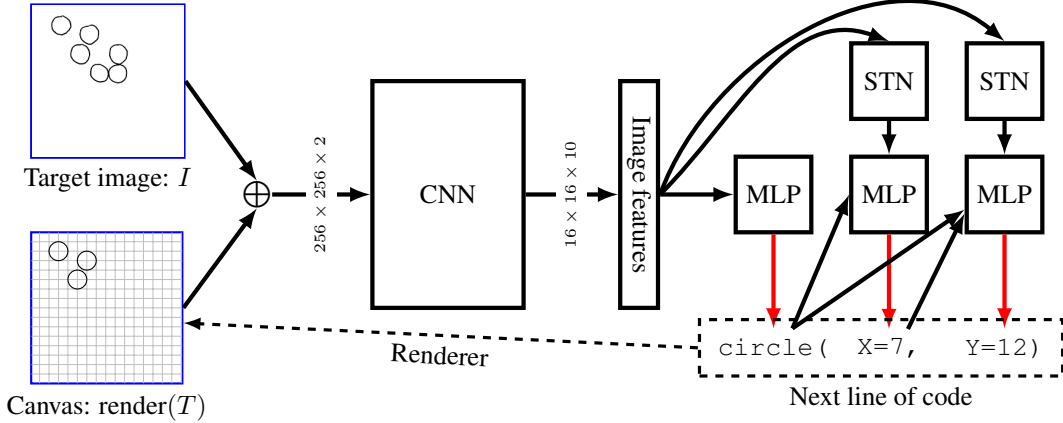 Target image: I
Canvas: render(T)
256 × 256 × 2
CNN
16 × 16 × 10
Image features
STN
STN
MLP
MLP
MLP
Renderer
circle( X=7, Y=12)
Next line of code